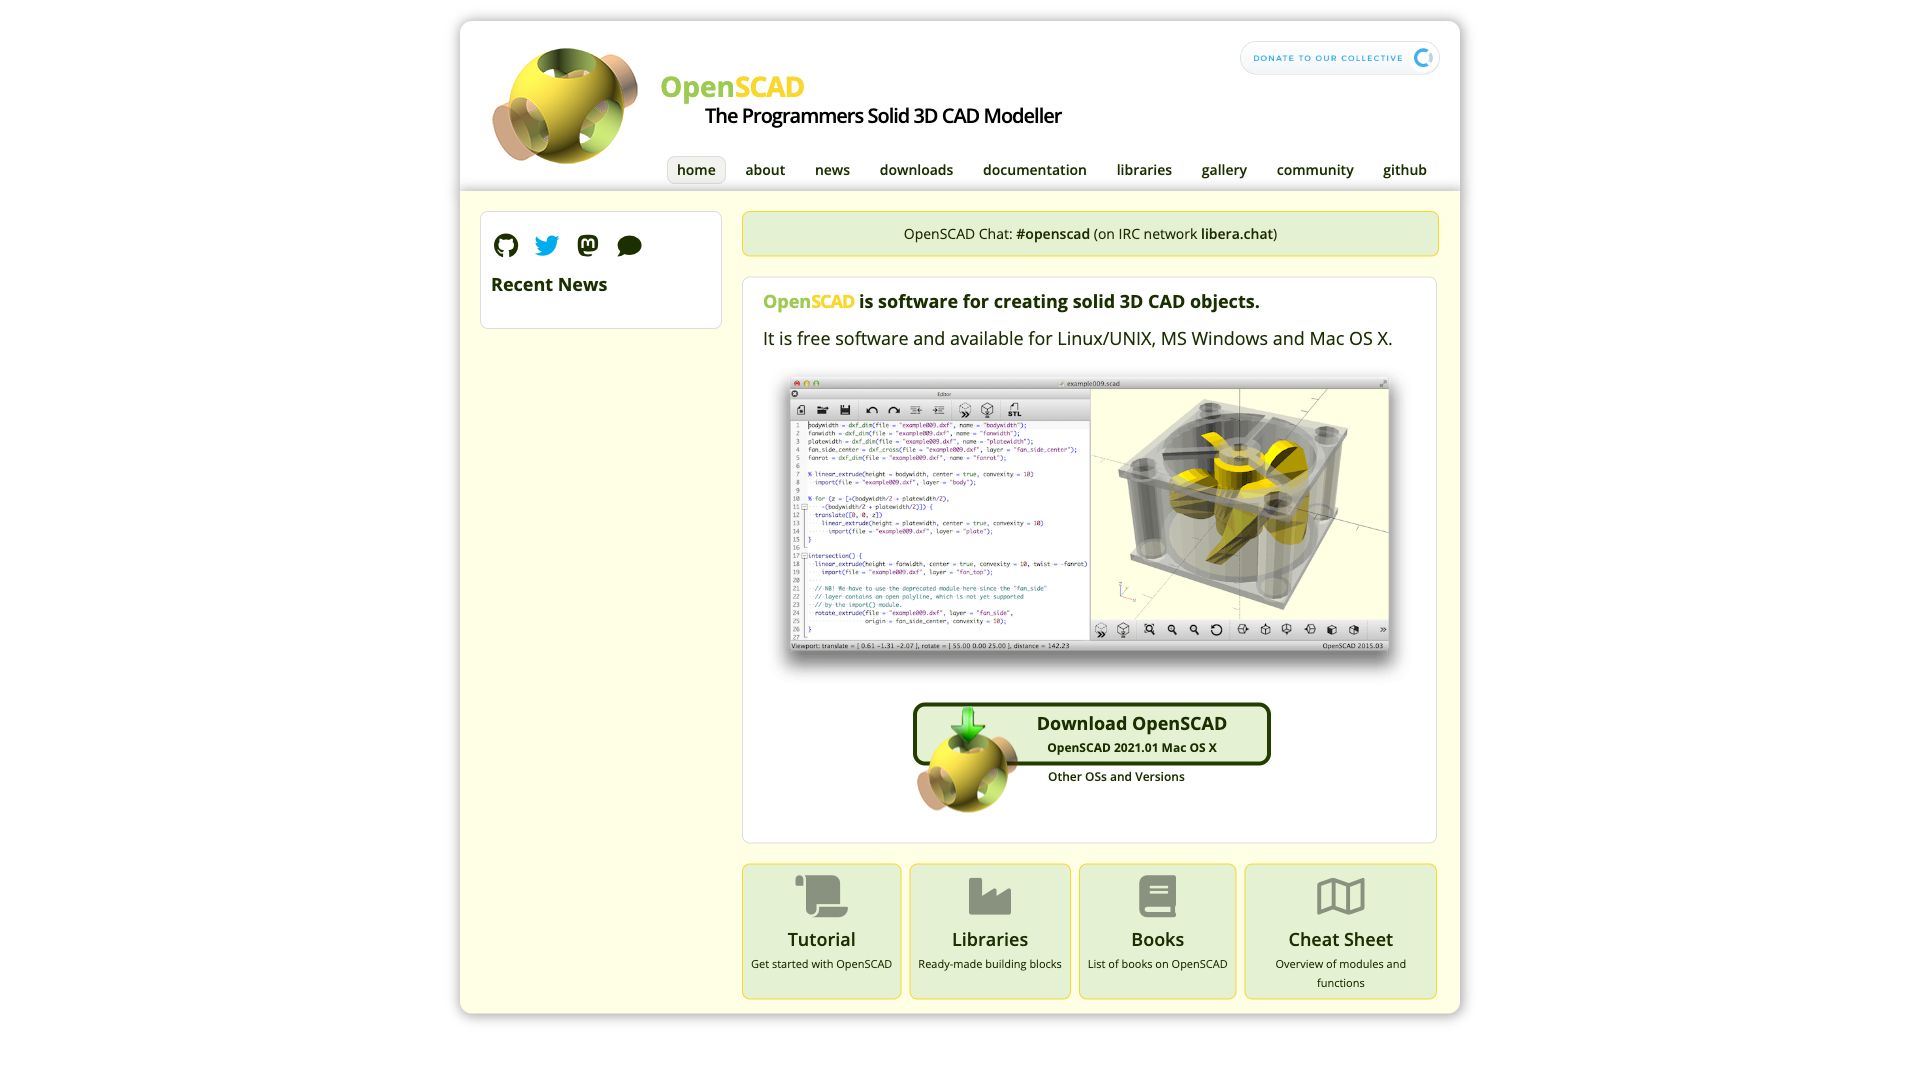 DONATE TO OUR COLLECTIVE
OpenSCAD
The Programmers Solid 3D CAD Modeller
home about news downloads documentation libraries gallery community github
OpenSCAD Chat: #openscad (on IRC network libera.chat)
Recent News
OpenSCAD is software for creating solid 3D CAD objects.
It is free software and available for Linux/UNIX, MS Windows and Mac OS X.
example009.scad
Editor
STL
1 bodywidth = dxf_dim(file = "example009.dxf", name = "bodywidth");
2 fanwidth = dxf_dim(file = "example009.dxf", name = "fanwidth");
3 platewidth = dxf_dim(file = "example009.dxf", name = "platewidth");
4 fan_side_center = dxf_cross(file = "example009.dxf", layer = "fan_side_center");
5 fanrot = dxf_dim(file = "example009.dxf", name = "fanrot");
6
7 % linear_extrude(height = bodywidth, center = true, convexity = 10)
8 import(file = "example009.dxf", layer = "body");
9
10 % for (z = [+(bodywidth/2 + platewidth/2),
11 -(bodywidth/2 + platewidth/2)]) {
12 translate([0, 0, z])
13 linear_extrude(height = platewidth, center = true, convexity = 10)
14 import(file = "example009.dxf", layer = "plate");
15 }
16
17 intersection() {
18 linear_extrude(height = fanwidth, center = true, convexity = 10, twist = -fanrot)
19 import(file = "example009.dxf", layer = "fan_top");
20
21 // NB! We have to use the deprecated module here since the "fan_side"
22 // layer contains an open polyline, which is not yet supported
23 // by the import() module.
24 rotate_extrude(file = "example009.dxf", layer = "fan_side",
25 origin = fan_side_center, convexity = 10);
26 }
27
Viewport: translate = [ 0.61 -1.31 -2.07 ], rotate = [ 55.00 0.00 25.00 ], distance = 142.23
OpenSCAD 2015.03
Download OpenSCAD
OpenSCAD 2021.01 Mac OS X
Other OSs and Versions
Tutorial
Get started with OpenSCAD
Libraries
Ready-made building blocks
Books
List of books on OpenSCAD
Cheat Sheet
Overview of modules and
functions